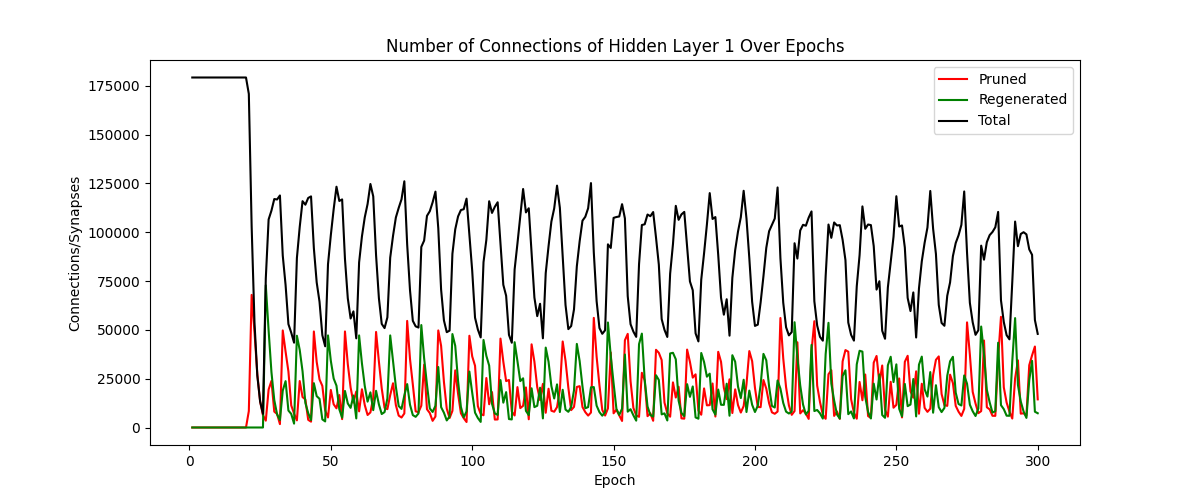 Number of Connections of Hidden Layer 1 Over Epochs
Pruned
Regenerated
Total
Connections/Synapses
175000
150000
125000
100000
75000
50000
25000
0
0 50 100 150 200 250 300
Epoch